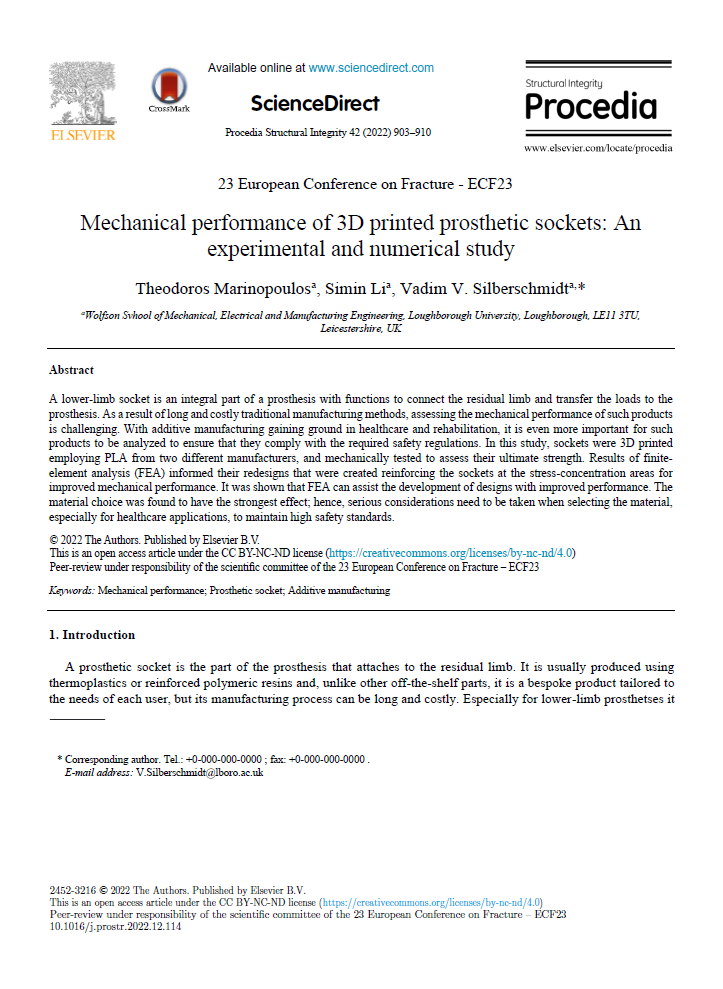 Available online at www.sciencedirect.com
ScienceDirect
Procedia Structural Integrity 42 (2022) 903–910
ELSEVIER
CrossMark
Structural Integrity
Procedia
www.elsevier.com/locate/procedia
23 European Conference on Fracture - ECF23
Mechanical performance of 3D printed prosthetic sockets: An
experimental and numerical study
Theodoros Marinopoulosa, Simin Lia, Vadim V. Silberschmidta,*
aWolfson Svhool of Mechanical, Electrical and Manufacturing Engineering, Loughborough University, Loughborough, LE11 3TU,
Leicestershire, UK
Abstract
A lower-limb socket is an integral part of a prosthesis with functions to connect the residual limb and transfer the loads to the
prosthesis. As a result of long and costly traditional manufacturing methods, assessing the mechanical performance of such products
is challenging. With additive manufacturing gaining ground in healthcare and rehabilitation, it is even more important for such
products to be analyzed to ensure that they comply with the required safety regulations. In this study, sockets were 3D printed
employing PLA from two different manufacturers, and mechanically tested to assess their ultimate strength. Results of finite-
element analysis (FEA) informed their redesigns that were created reinforcing the sockets at the stress-concentration areas for
improved mechanical performance. It was shown that FEA can assist the development of designs with improved performance. The
material choice was found to have the strongest effect; hence, serious considerations need to be taken when selecting the material,
especially for healthcare applications, to maintain high safety standards.
© 2022 The Authors. Published by Elsevier B.V.
This is an open access article under the CC BY-NC-ND license (https://creativecommons.org/licenses/by-nc-nd/4.0)
Peer-review under responsibility of the scientific committee of the 23 European Conference on Fracture – ECF23
Keywords: Mechanical performance; Prosthetic socket; Additive manufacturing
1. Introduction
A prosthetic socket is the part of the prosthesis that attaches to the residual limb. It is usually produced using
thermoplastics or reinforced polymeric resins and, unlike other off-the-shelf parts, it is a bespoke product tailored to
the needs of each user, but its manufacturing process can be long and costly. Especially for lower-limb prosthetses it
* Corresponding author. Tel.: +0-000-000-0000 ; fax: +0-000-000-0000 .
E-mail address: V.Silberschmidt@lboro.ac.uk
2452-3216 © 2022 The Authors. Published by Elsevier B.V.
This is an open access article under the CC BY-NC-ND license (https://creativecommons.org/licenses/by-nc-nd/4.0)
Peer-review under responsibility of the scientific committee of the 23 European Conference on Fracture – ECF23
10.1016/j.prostr.2022.12.114